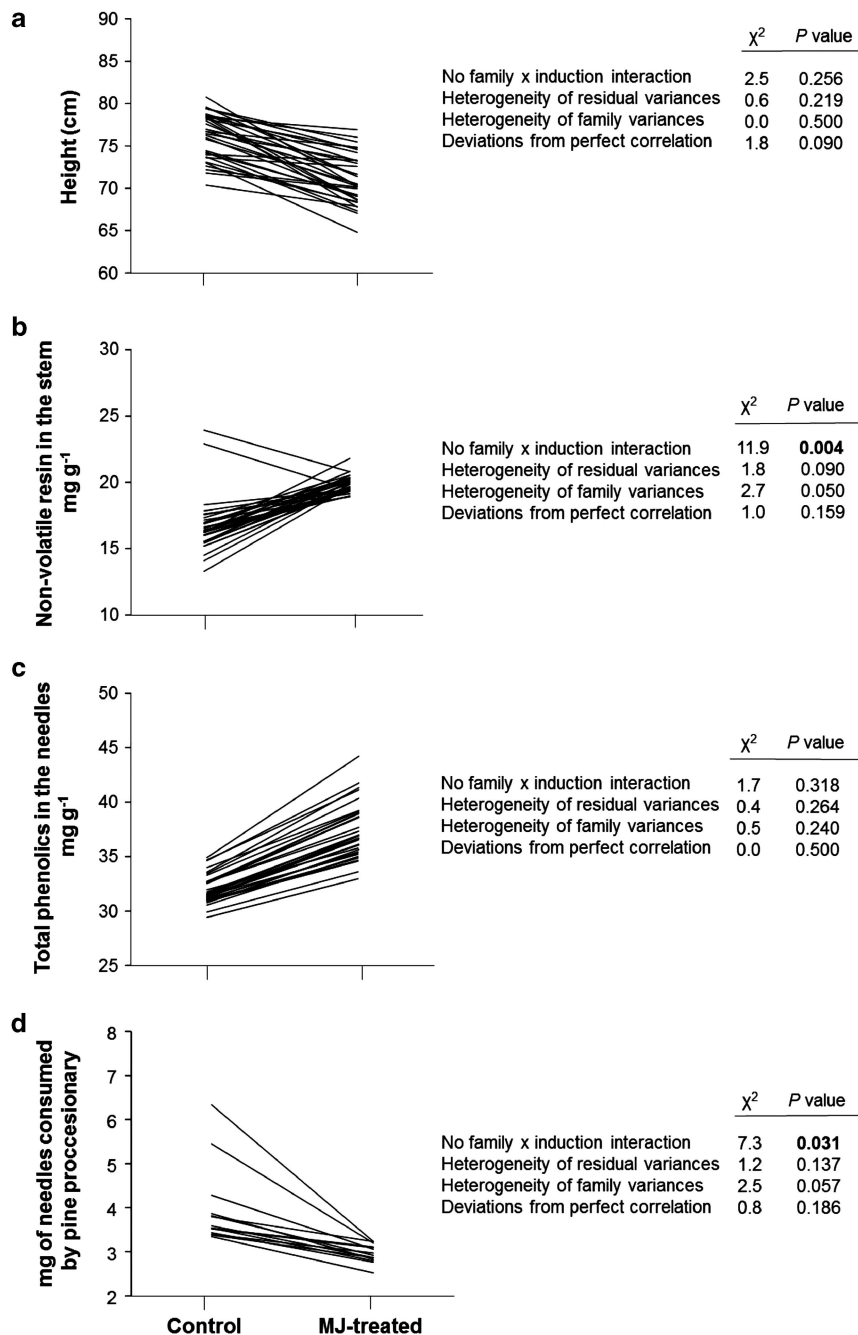 a
Height (cm)
90
85
80
75
70
65
60
χ² P value
No family x induction interaction 2.5 0.256
Heterogeneity of residual variances 0.6 0.219
Heterogeneity of family variances 0.0 0.500
Deviations from perfect correlation 1.8 0.090
b
Non-volatile resin in the stem
mg g⁻¹
30
25
20
15
10
χ² P value
No family x induction interaction 11.9 0.004
Heterogeneity of residual variances 1.8 0.090
Heterogeneity of family variances 2.7 0.050
Deviations from perfect correlation 1.0 0.159
c
Total phenolics in the needles
mg g⁻¹
50
45
40
35
30
25
χ² P value
No family x induction interaction 1.7 0.318
Heterogeneity of residual variances 0.4 0.264
Heterogeneity of family variances 0.5 0.240
Deviations from perfect correlation 0.0 0.500
d
mg of needles consumed
by pine proccesionary
8
7
6
5
4
3
2
χ² P value
No family x induction interaction 7.3 0.031
Heterogeneity of residual variances 1.2 0.137
Heterogeneity of family variances 2.5 0.057
Deviations from perfect correlation 0.8 0.186
Control MJ-treated